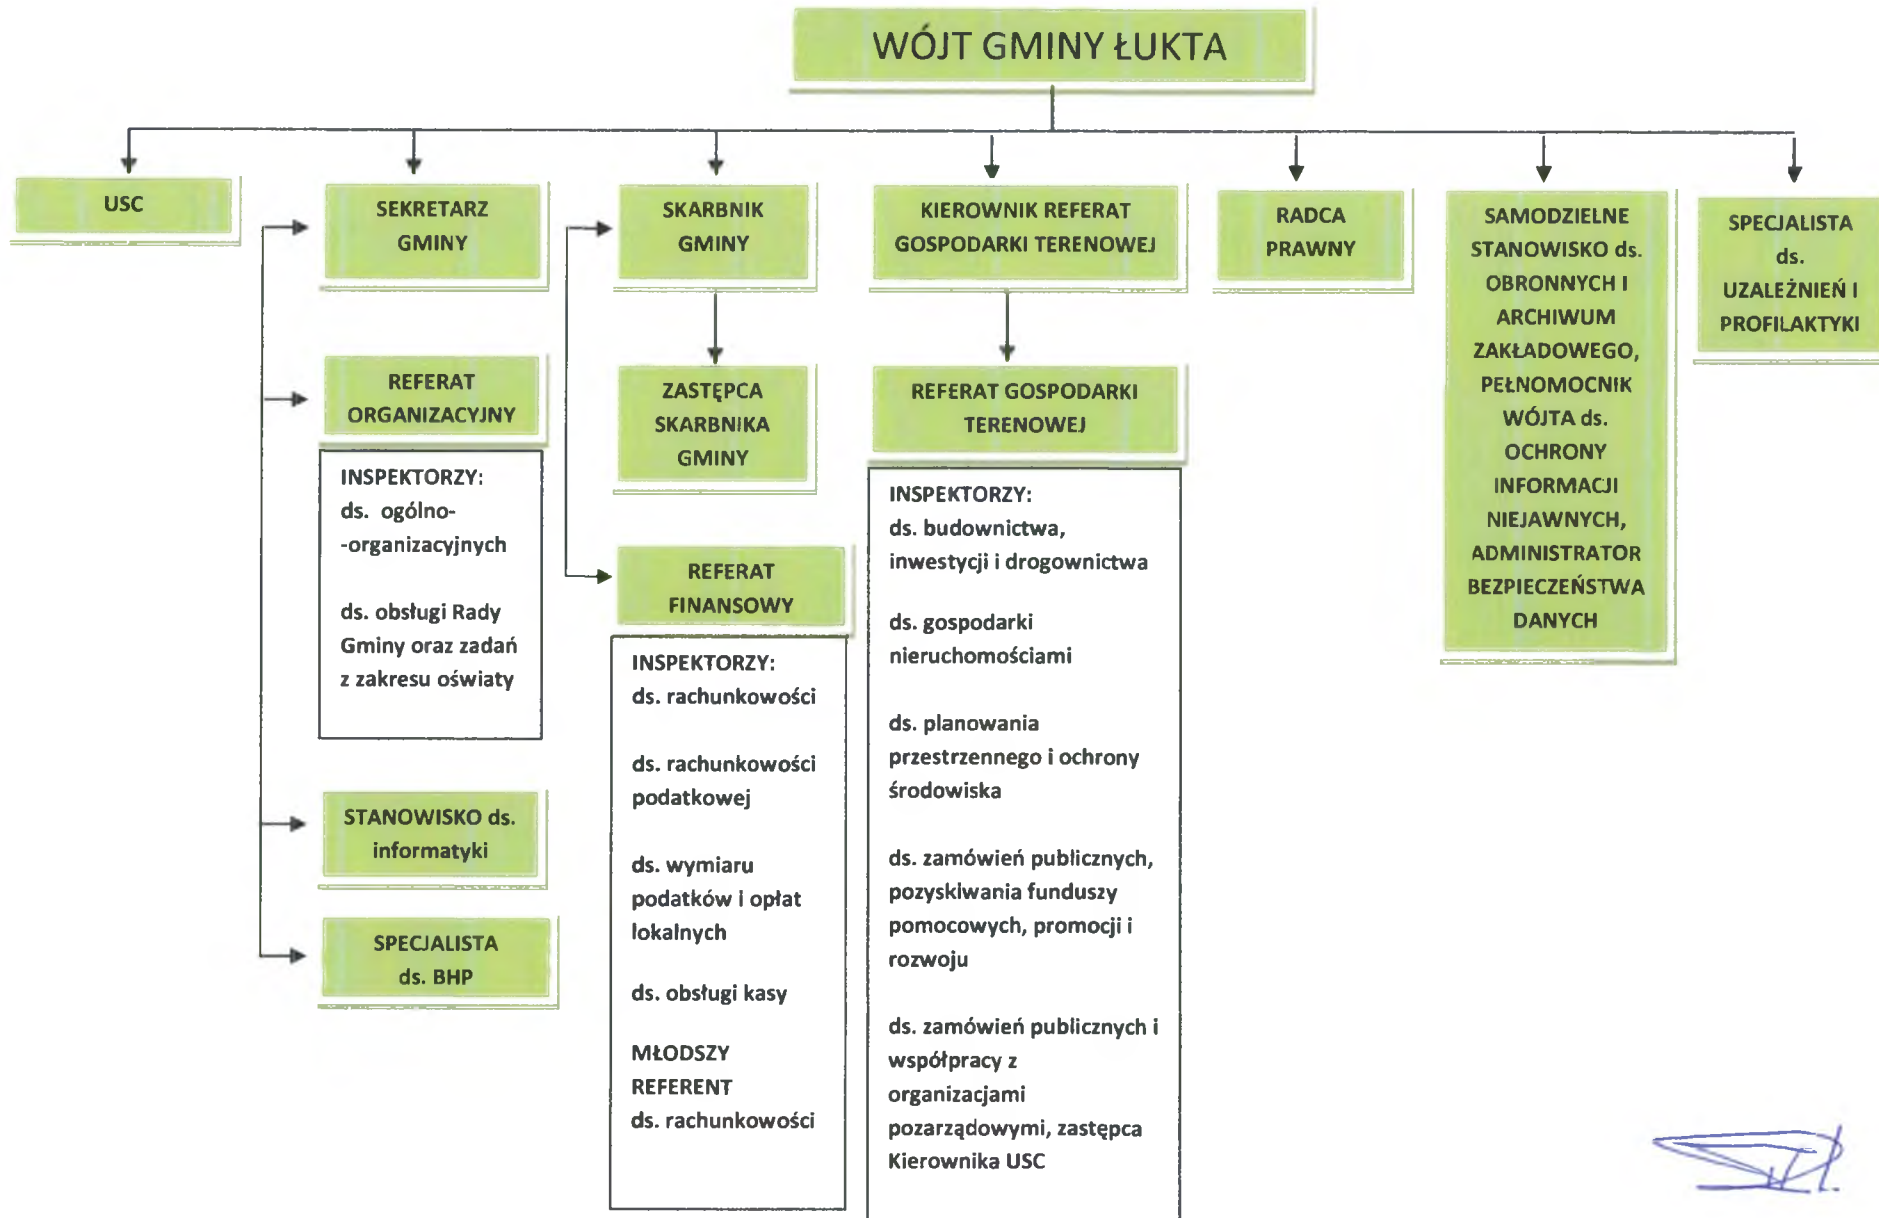 WÓJT GMINY ŁUKTA
USC
SEKRETARZ
GMINY
REFERAT
ORGANIZACYJNY
INSPEKTORZY:
ds. ogólno-
-organizacyjnych
ds. obsługi Rady
Gminy oraz zadań
z zakresu oświaty
STANOWISKO ds.
informatyki
SPECJALISTA
ds. BHP
SKARBNIK
GMINY
ZASTĘPCA
SKARBNIKA
GMINY
REFERAT
FINANSOWY
INSPEKTORZY:
ds. rachunkowości
ds. rachunkowości
podatkowej
ds. wymiaru
podatków i opłat
lokalnych
ds. obsługi kasy
MŁODSZY
REFERENT
ds. rachunkowości
KIEROWNIK REFERAT
GOSPODARKI TERENOWEJ
REFERAT GOSPODARKI
TERENOWEJ
INSPEKTORZY:
ds. budownictwa,
inwestycji i drogownictwa
ds. gospodarki
nieruchomościami
ds. planowania
przestrzennego i ochrony
środowiska
ds. zamówień publicznych,
pozyskiwania funduszy
pomocowych, promocji i
rozwoju
ds. zamówień publicznych i
współpracy z
organizacjami
pozarządowymi, zastępca
Kierownika USC
RADCA
PRAWNY
SAMODZIELNE
STANOWISKO ds.
OBRONNYCH I
ARCHIWUM
ZAKŁADOWEGO,
PEŁNOMOCNIK
WÓJTA ds.
OCHRONY
INFORMACJI
NIEJAWNYCH,
ADMINISTRATOR
BEZPIECZEŃSTWA
DANYCH
SPECJALISTA
ds.
UZALEŻNIEŃ I
PROFILAKTYKI